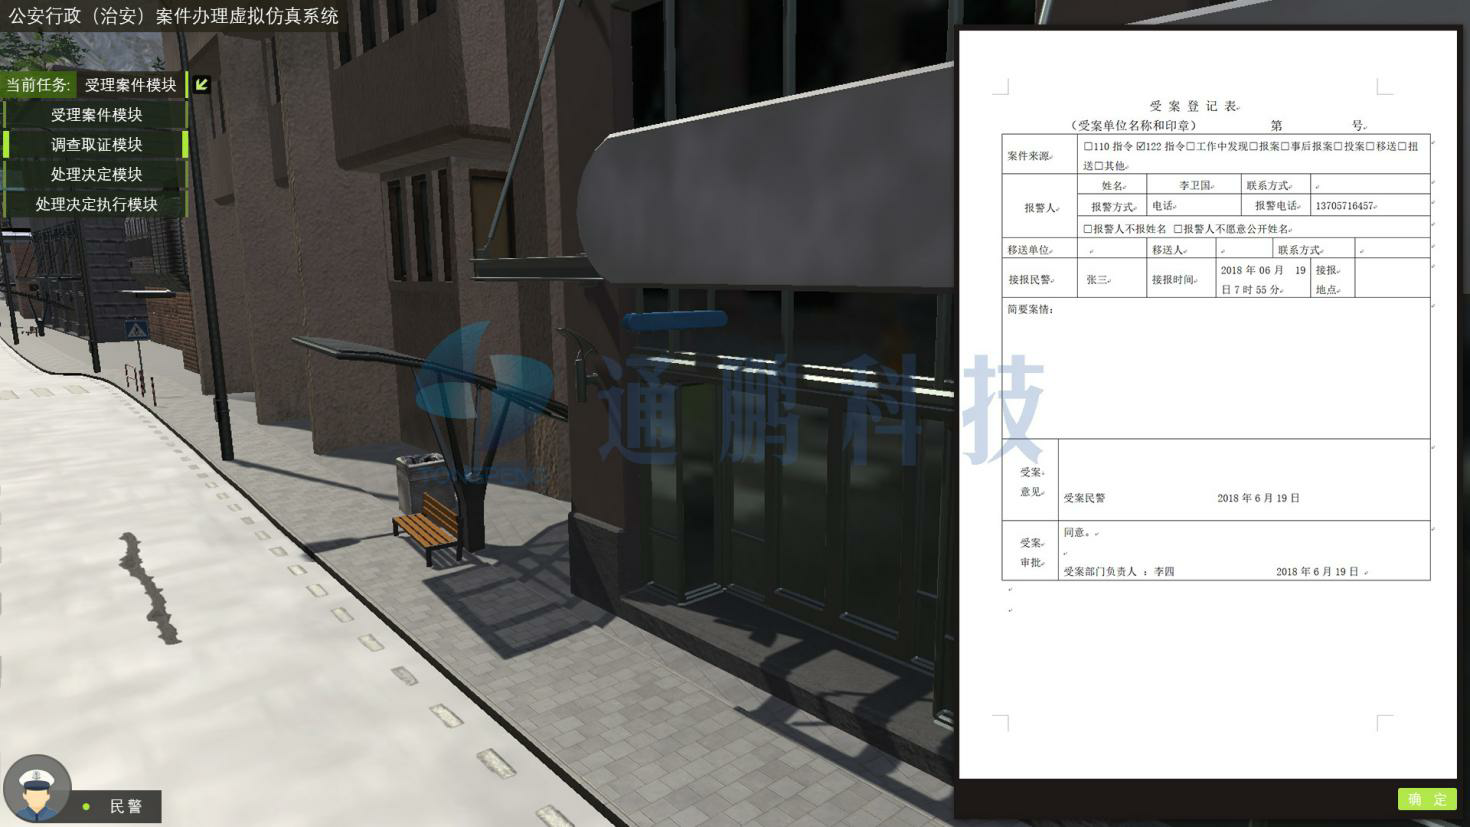 公安行政（治安）案件办理虚拟仿真系统
当前任务: 受理案件模块
受理案件模块
调查取证模块
处理决定模块
处理决定执行模块
民警
通鹏科技
TONGPENG
受 案 登 记 表
（受案单位名称和印章） 第 号
案件来源 ☐110 指令 ☑122 指令☐工作中发现☐报案☐事后报案☐投案☐移送☐扭
送☐其他
报警人 姓名 李卫国 联系方式
报警方式 电话 报警电话 13705716457
☐报警人不报姓名 ☐报警人不愿意公开姓名
移送单位 移送人 联系方式
接报民警 张三 接报时间 2018 年 06 月 19
日 7 时 55 分 接报
地点
简要案情：
受案
意见
受案民警 2018 年 6 月 19 日
受案
审批
同意。
受案部门负责人 ：李四 2018 年 6 月 19 日
确 定